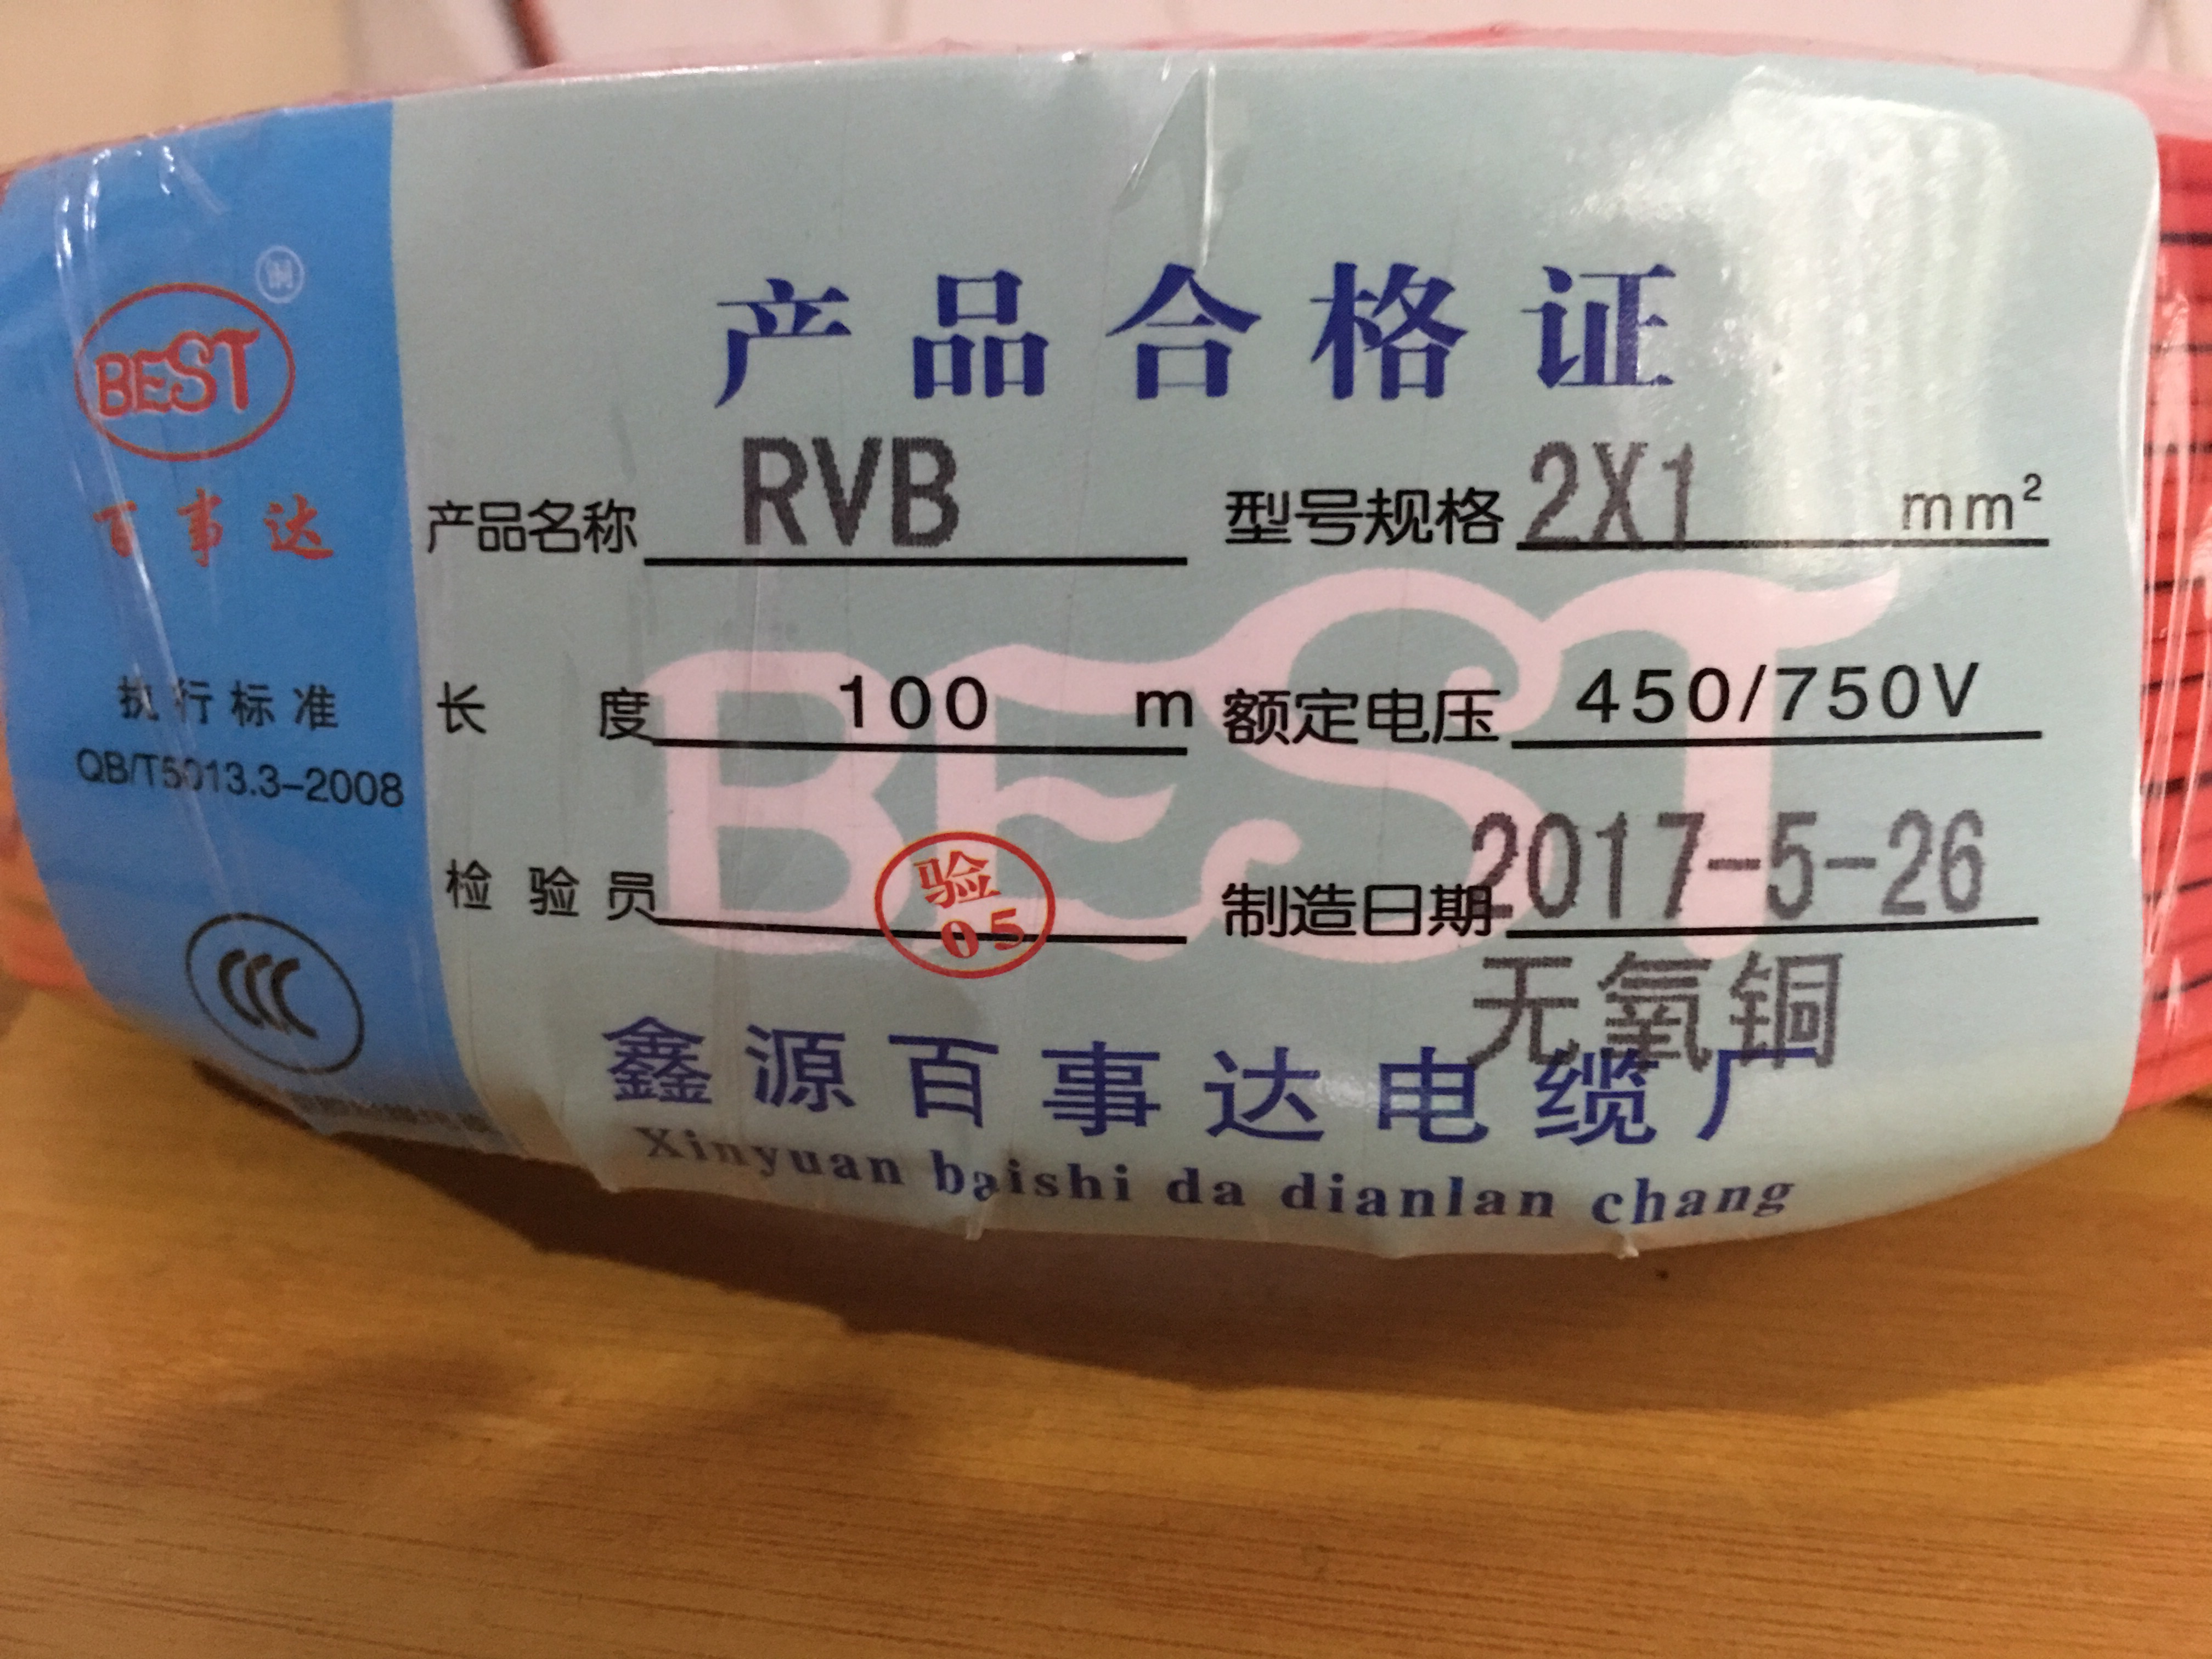 产品合格证
铜
BEST
百事达
产品名称 RVB 型号规格 2X1 mm²
长度 100 m 额定电压 450/750V
执行标准
QB/T5013.3-2008
检验员 验 05 制造日期 2017-5-26
无氧铜
鑫源百事达电缆厂
Xinyuan baishi da dianlan chang
BEST
CCC